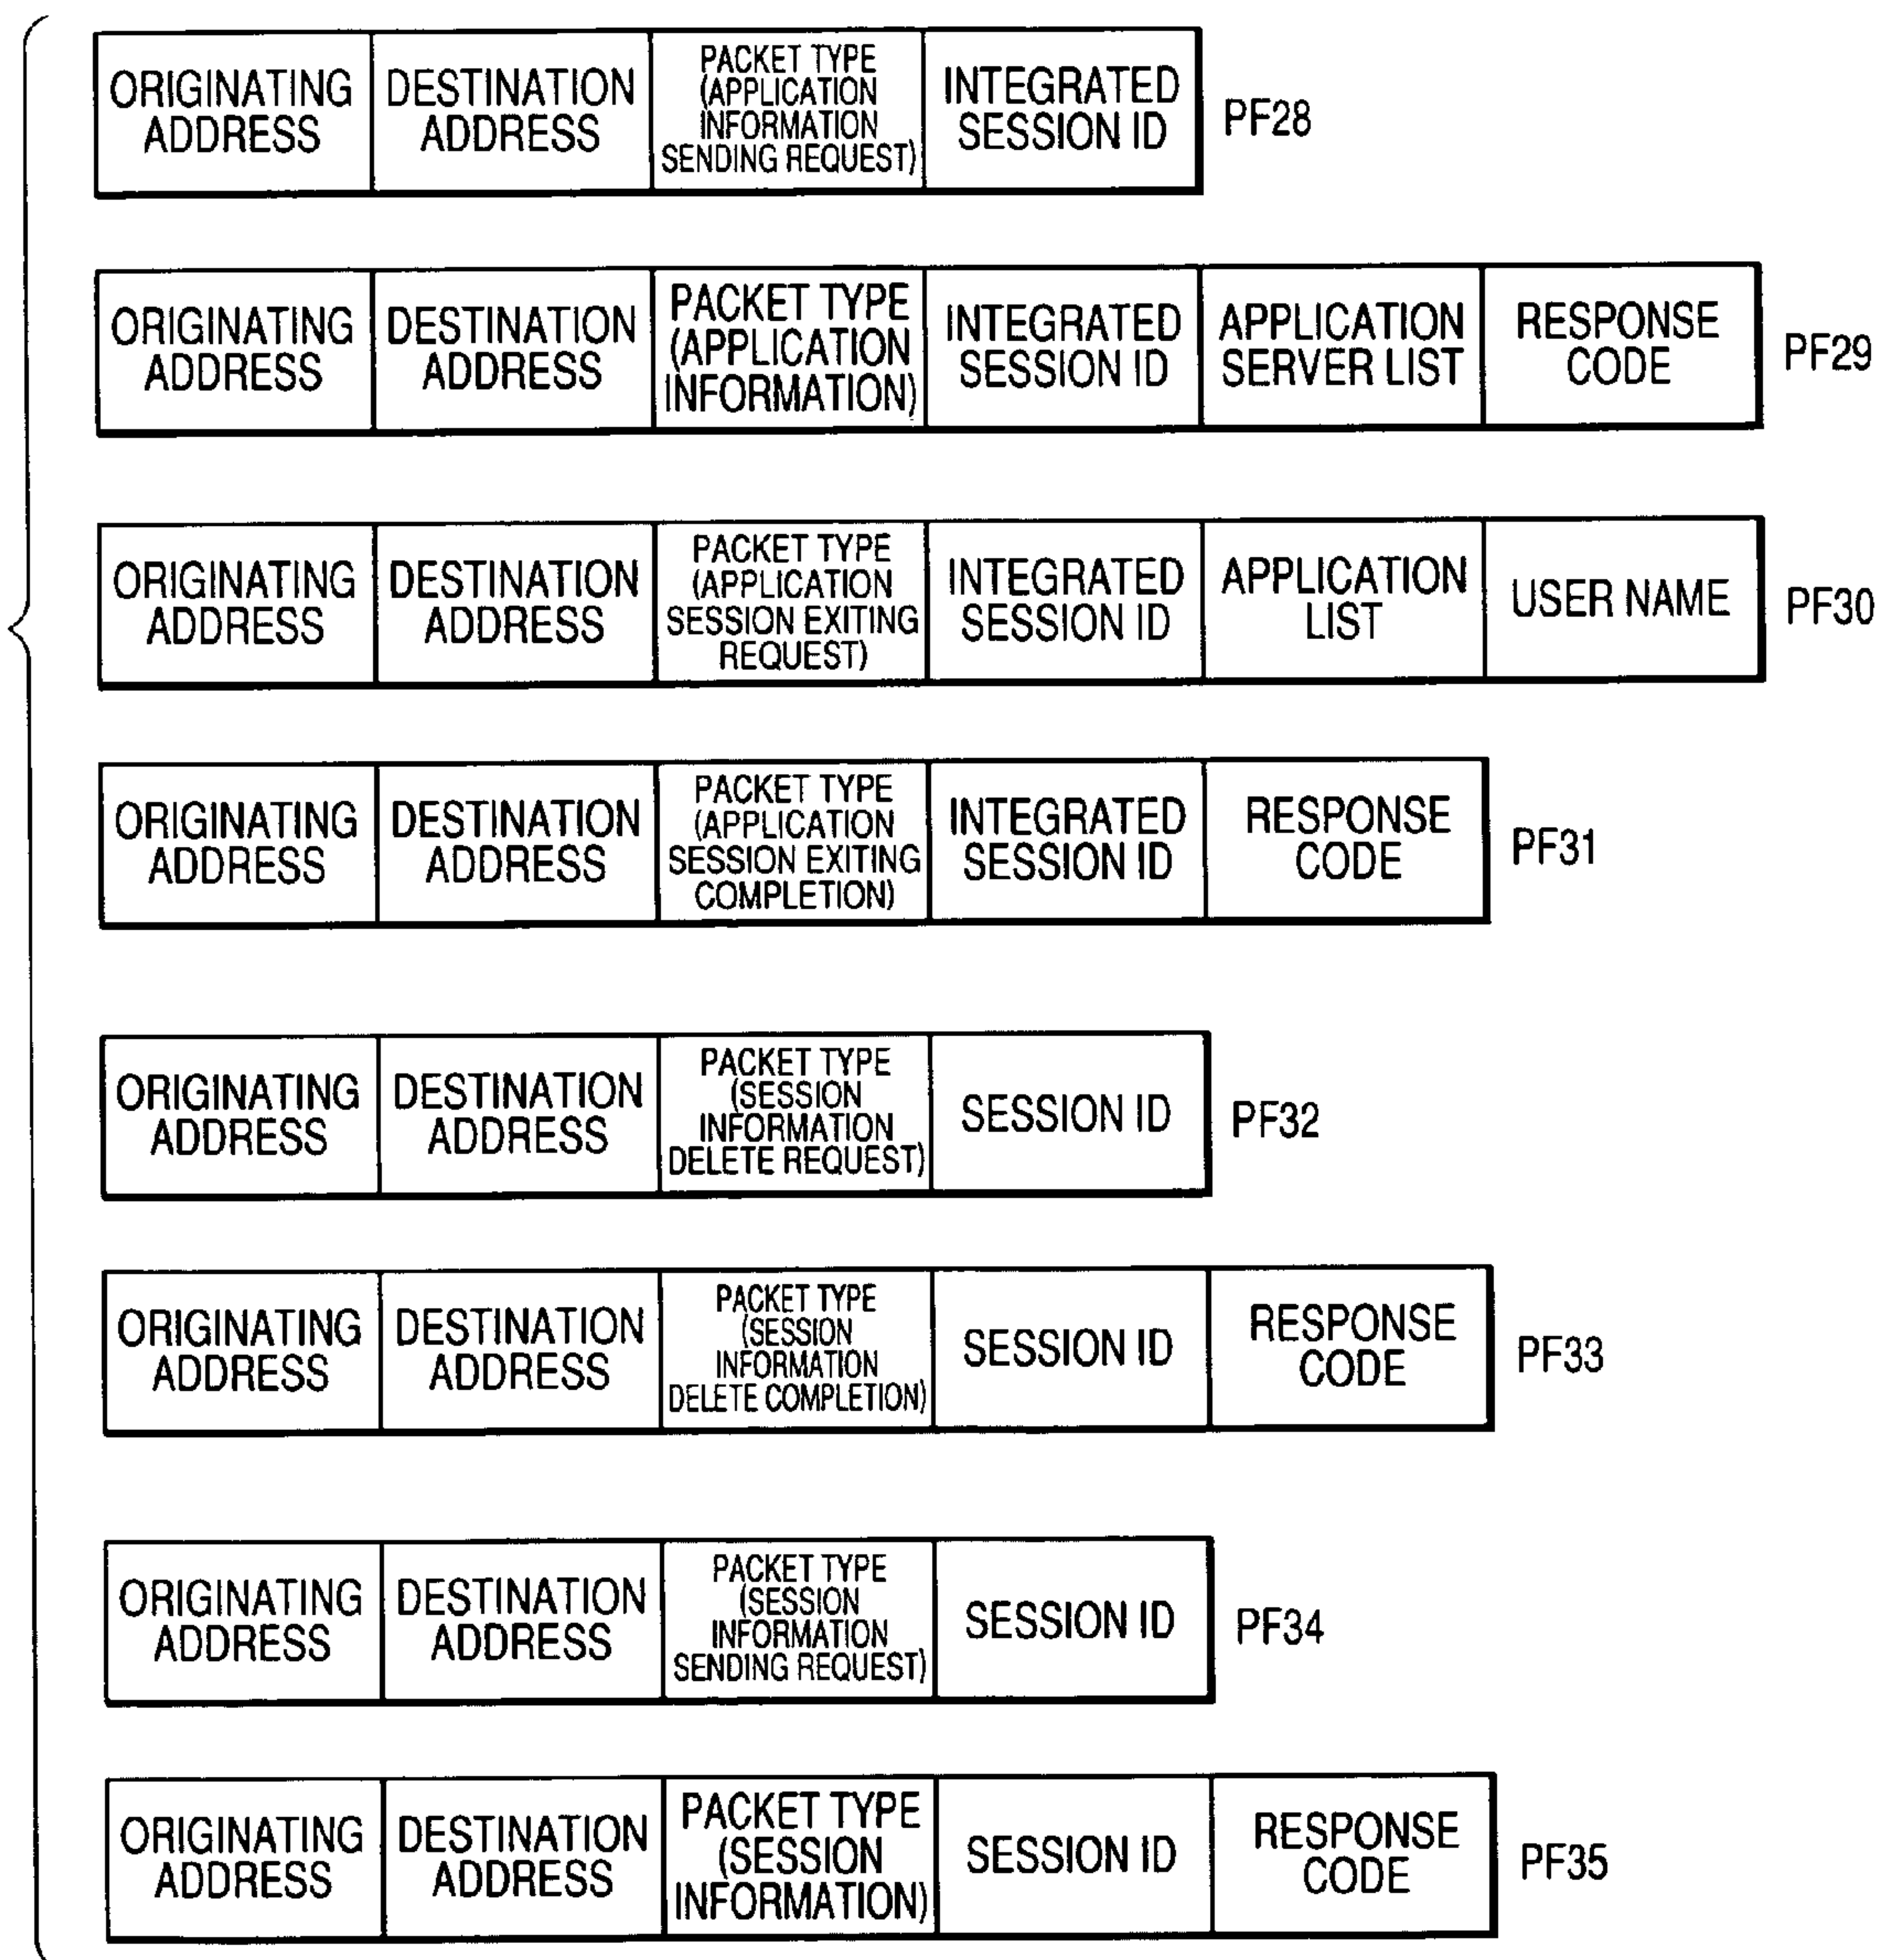 ORIGINATING
ADDRESS
DESTINATION
ADDRESS
PACKET TYPE
(APPLICATION
INFORMATION
SENDING REQUEST)
INTEGRATED
SESSION ID
PF28
ORIGINATING
ADDRESS
DESTINATION
ADDRESS
PACKET TYPE
(APPLICATION
INFORMATION)
INTEGRATED
SESSION ID
APPLICATION
SERVER LIST
RESPONSE
CODE
PF29
ORIGINATING
ADDRESS
DESTINATION
ADDRESS
PACKET TYPE
(APPLICATION
SESSION EXITING
REQUEST)
INTEGRATED
SESSION ID
APPLICATION
LIST
USER NAME
PF30
ORIGINATING
ADDRESS
DESTINATION
ADDRESS
PACKET TYPE
(APPLICATION
SESSION EXITING
COMPLETION)
INTEGRATED
SESSION ID
RESPONSE
CODE
PF31
ORIGINATING
ADDRESS
DESTINATION
ADDRESS
PACKET TYPE
(SESSION
INFORMATION
DELETE REQUEST)
SESSION ID
PF32
ORIGINATING
ADDRESS
DESTINATION
ADDRESS
PACKET TYPE
(SESSION
INFORMATION
DELETE COMPLETION)
SESSION ID
RESPONSE
CODE
PF33
ORIGINATING
ADDRESS
DESTINATION
ADDRESS
PACKET TYPE
(SESSION
INFORMATION
SENDING REQUEST)
SESSION ID
PF34
ORIGINATING
ADDRESS
DESTINATION
ADDRESS
PACKET TYPE
(SESSION
INFORMATION)
SESSION ID
RESPONSE
CODE
PF35